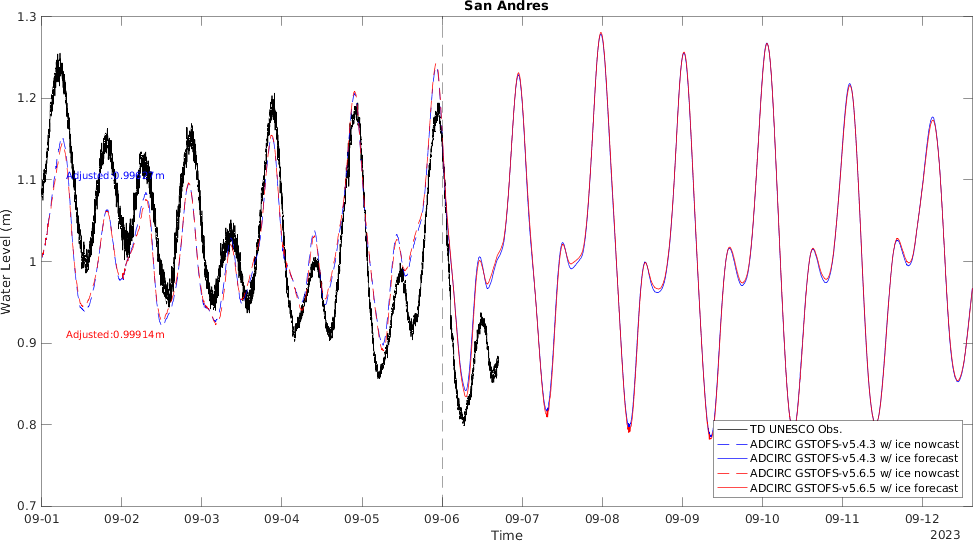 San Andres
1.3
1.2
1.1
1
0.9
0.8
0.7
Water Level (m)
Adjusted:0.99914m
TD UNESCO Obs.
ADCIRC GSTOFS-v5.4.3 w/ ice nowcast
ADCIRC GSTOFS-v5.4.3 w/ ice forecast
ADCIRC GSTOFS-v5.6.5 w/ ice nowcast
ADCIRC GSTOFS-v5.6.5 w/ ice forecast
09-01 09-02 09-03 09-04 09-05 09-06 09-07 09-08 09-09 09-10 09-11 09-12
Time
2023